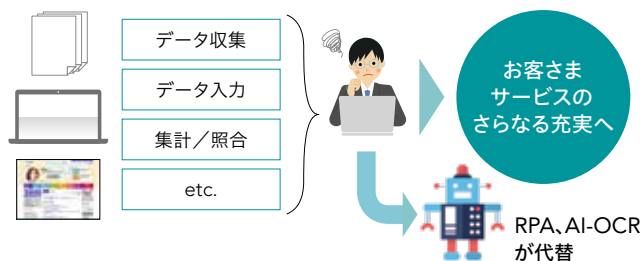 データ収集
データ入力
集計／照合
etc.
お客さま
サービスの
さらなる充実へ
RPA、AI-OCR
が代替